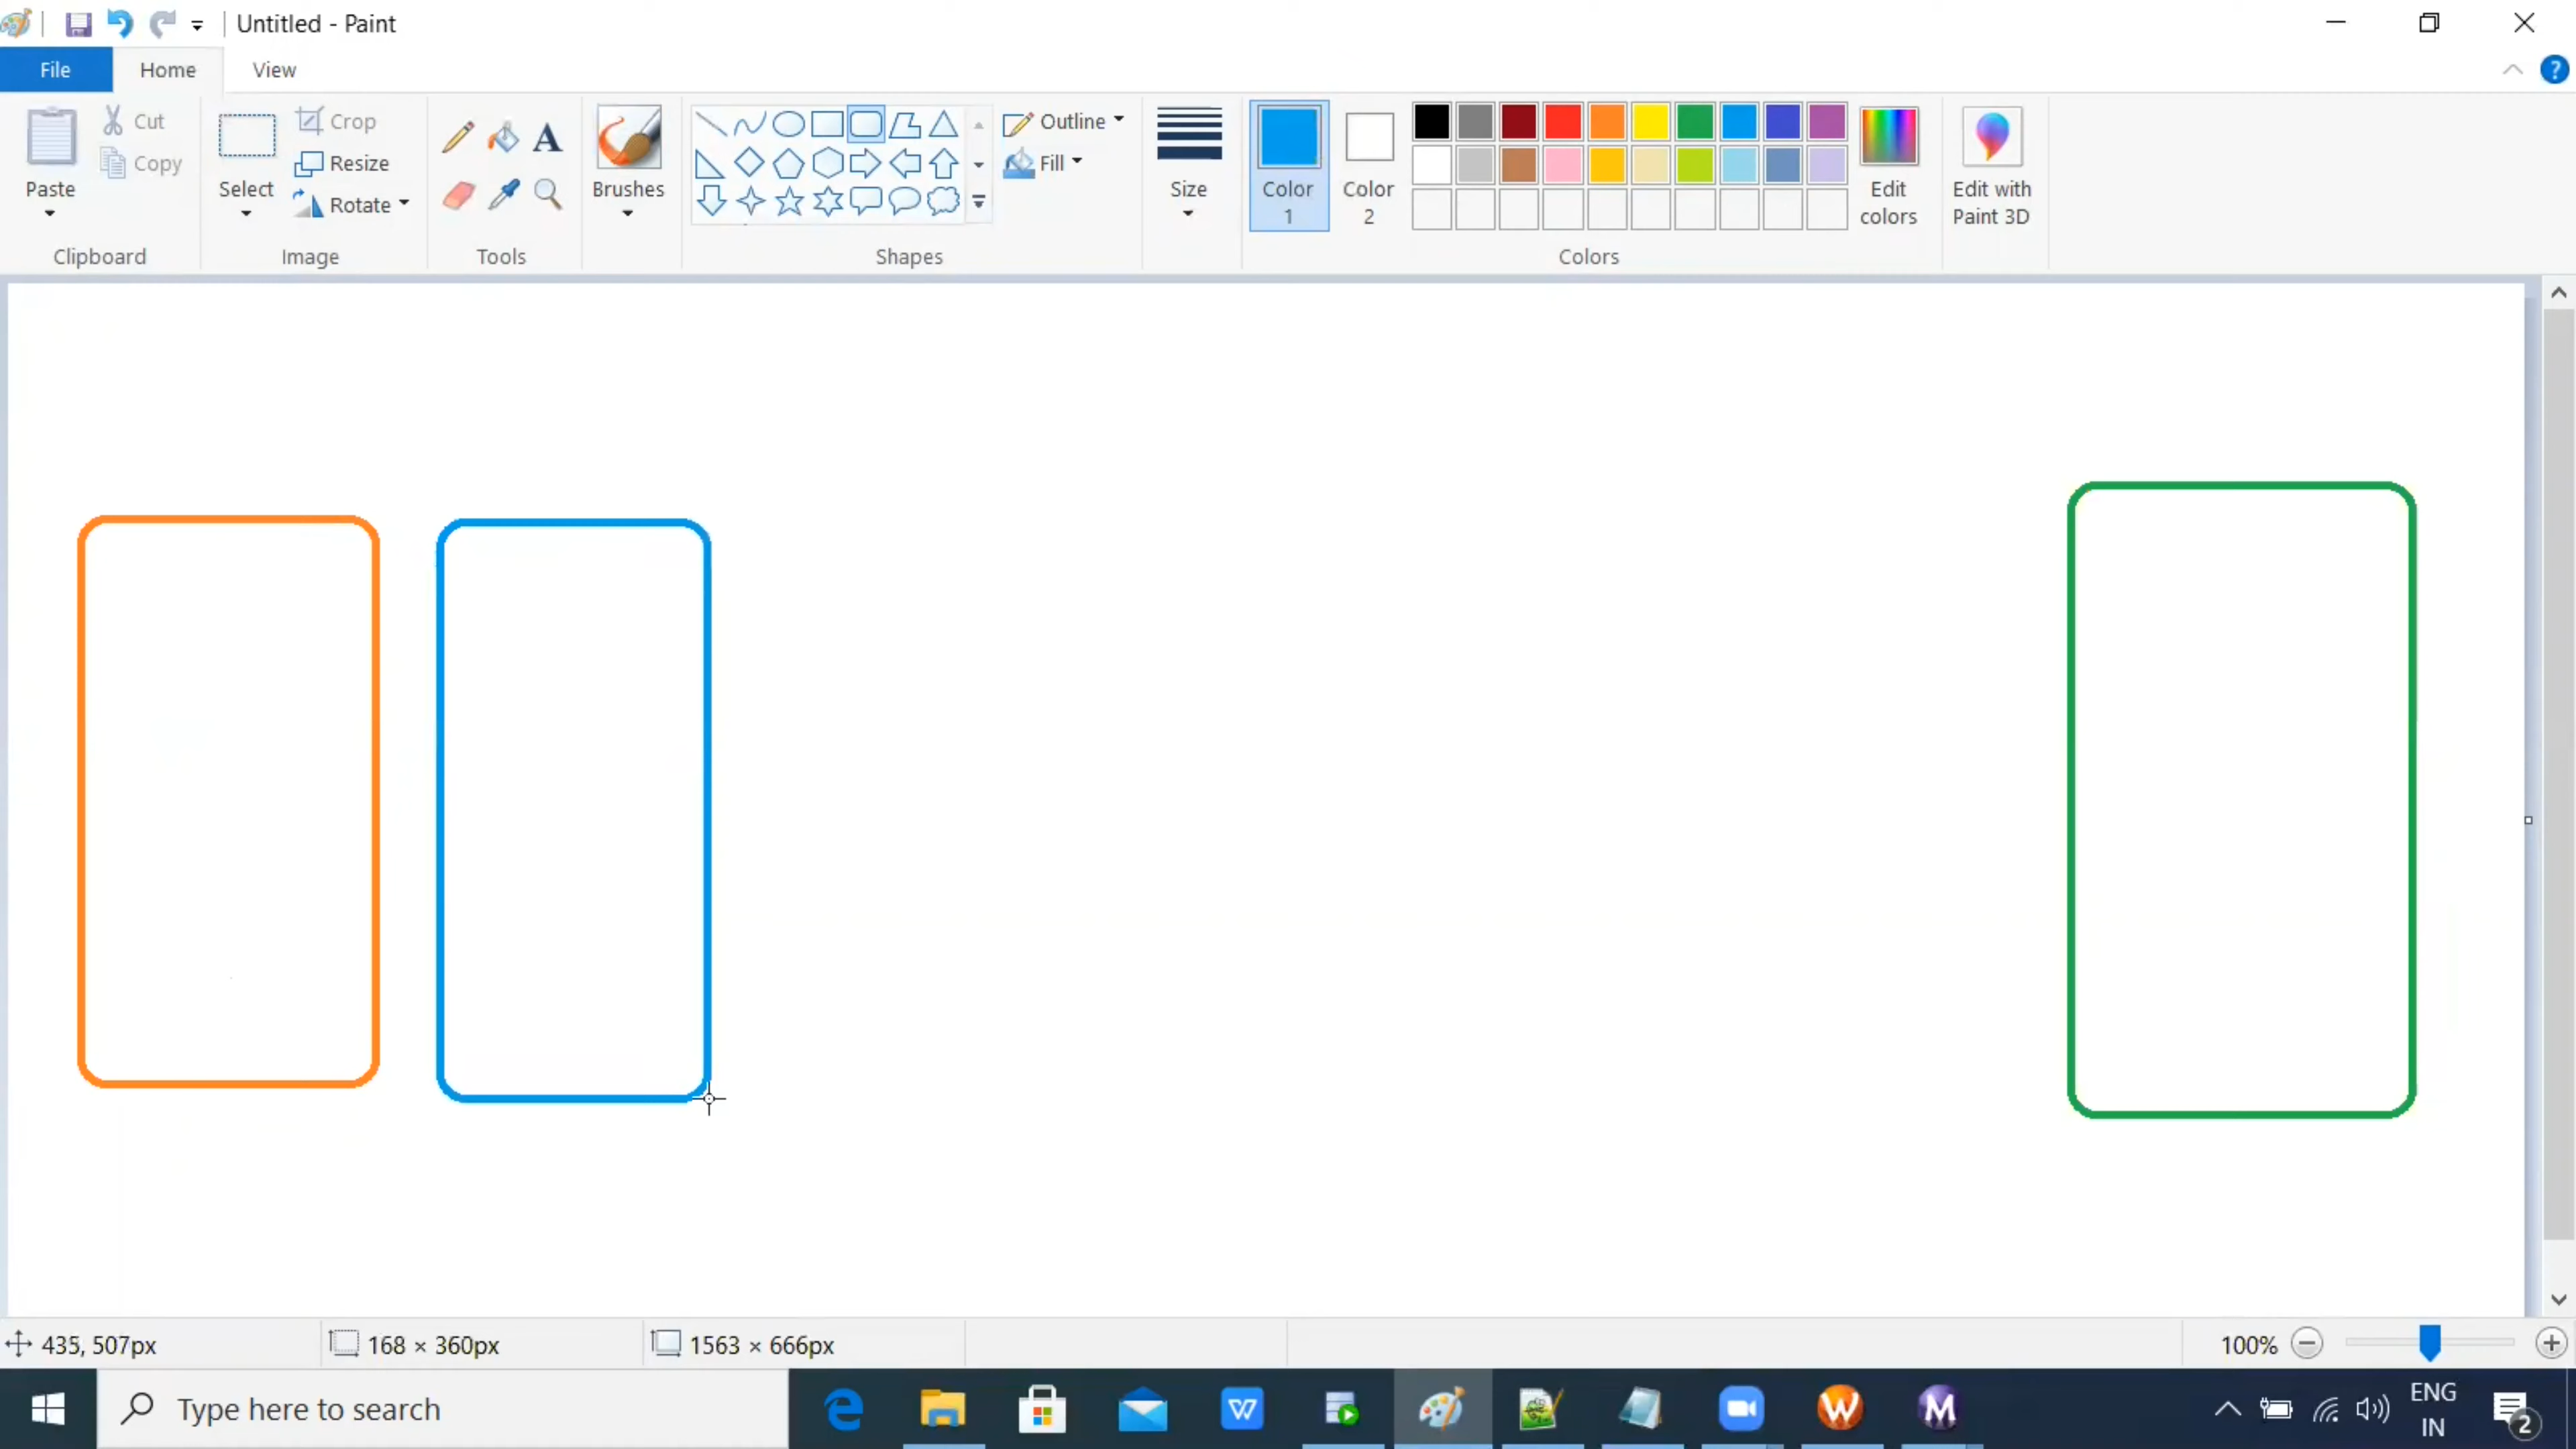 Untitled - Paint
File Home View
Paste
Cut
Copy
Clipboard
Select
Crop
Resize
Rotate
Image
A
Tools
Brushes
Shapes
Outline
Fill
Size
Color 1
Color 2
Colors
Edit colors
Edit with Paint 3D
435, 507px 168 × 360px 1563 × 666px 100%
Type here to search
ENG
IN
2